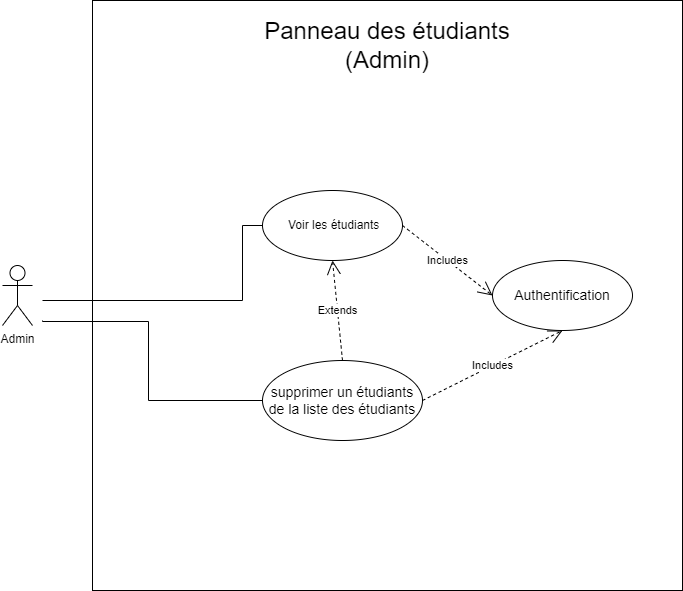 Panneau des étudiants
(Admin)
Voir les étudiants
Includes
Authentification
Admin
Extends
Includes
supprimer un étudiants
de la liste des étudiants